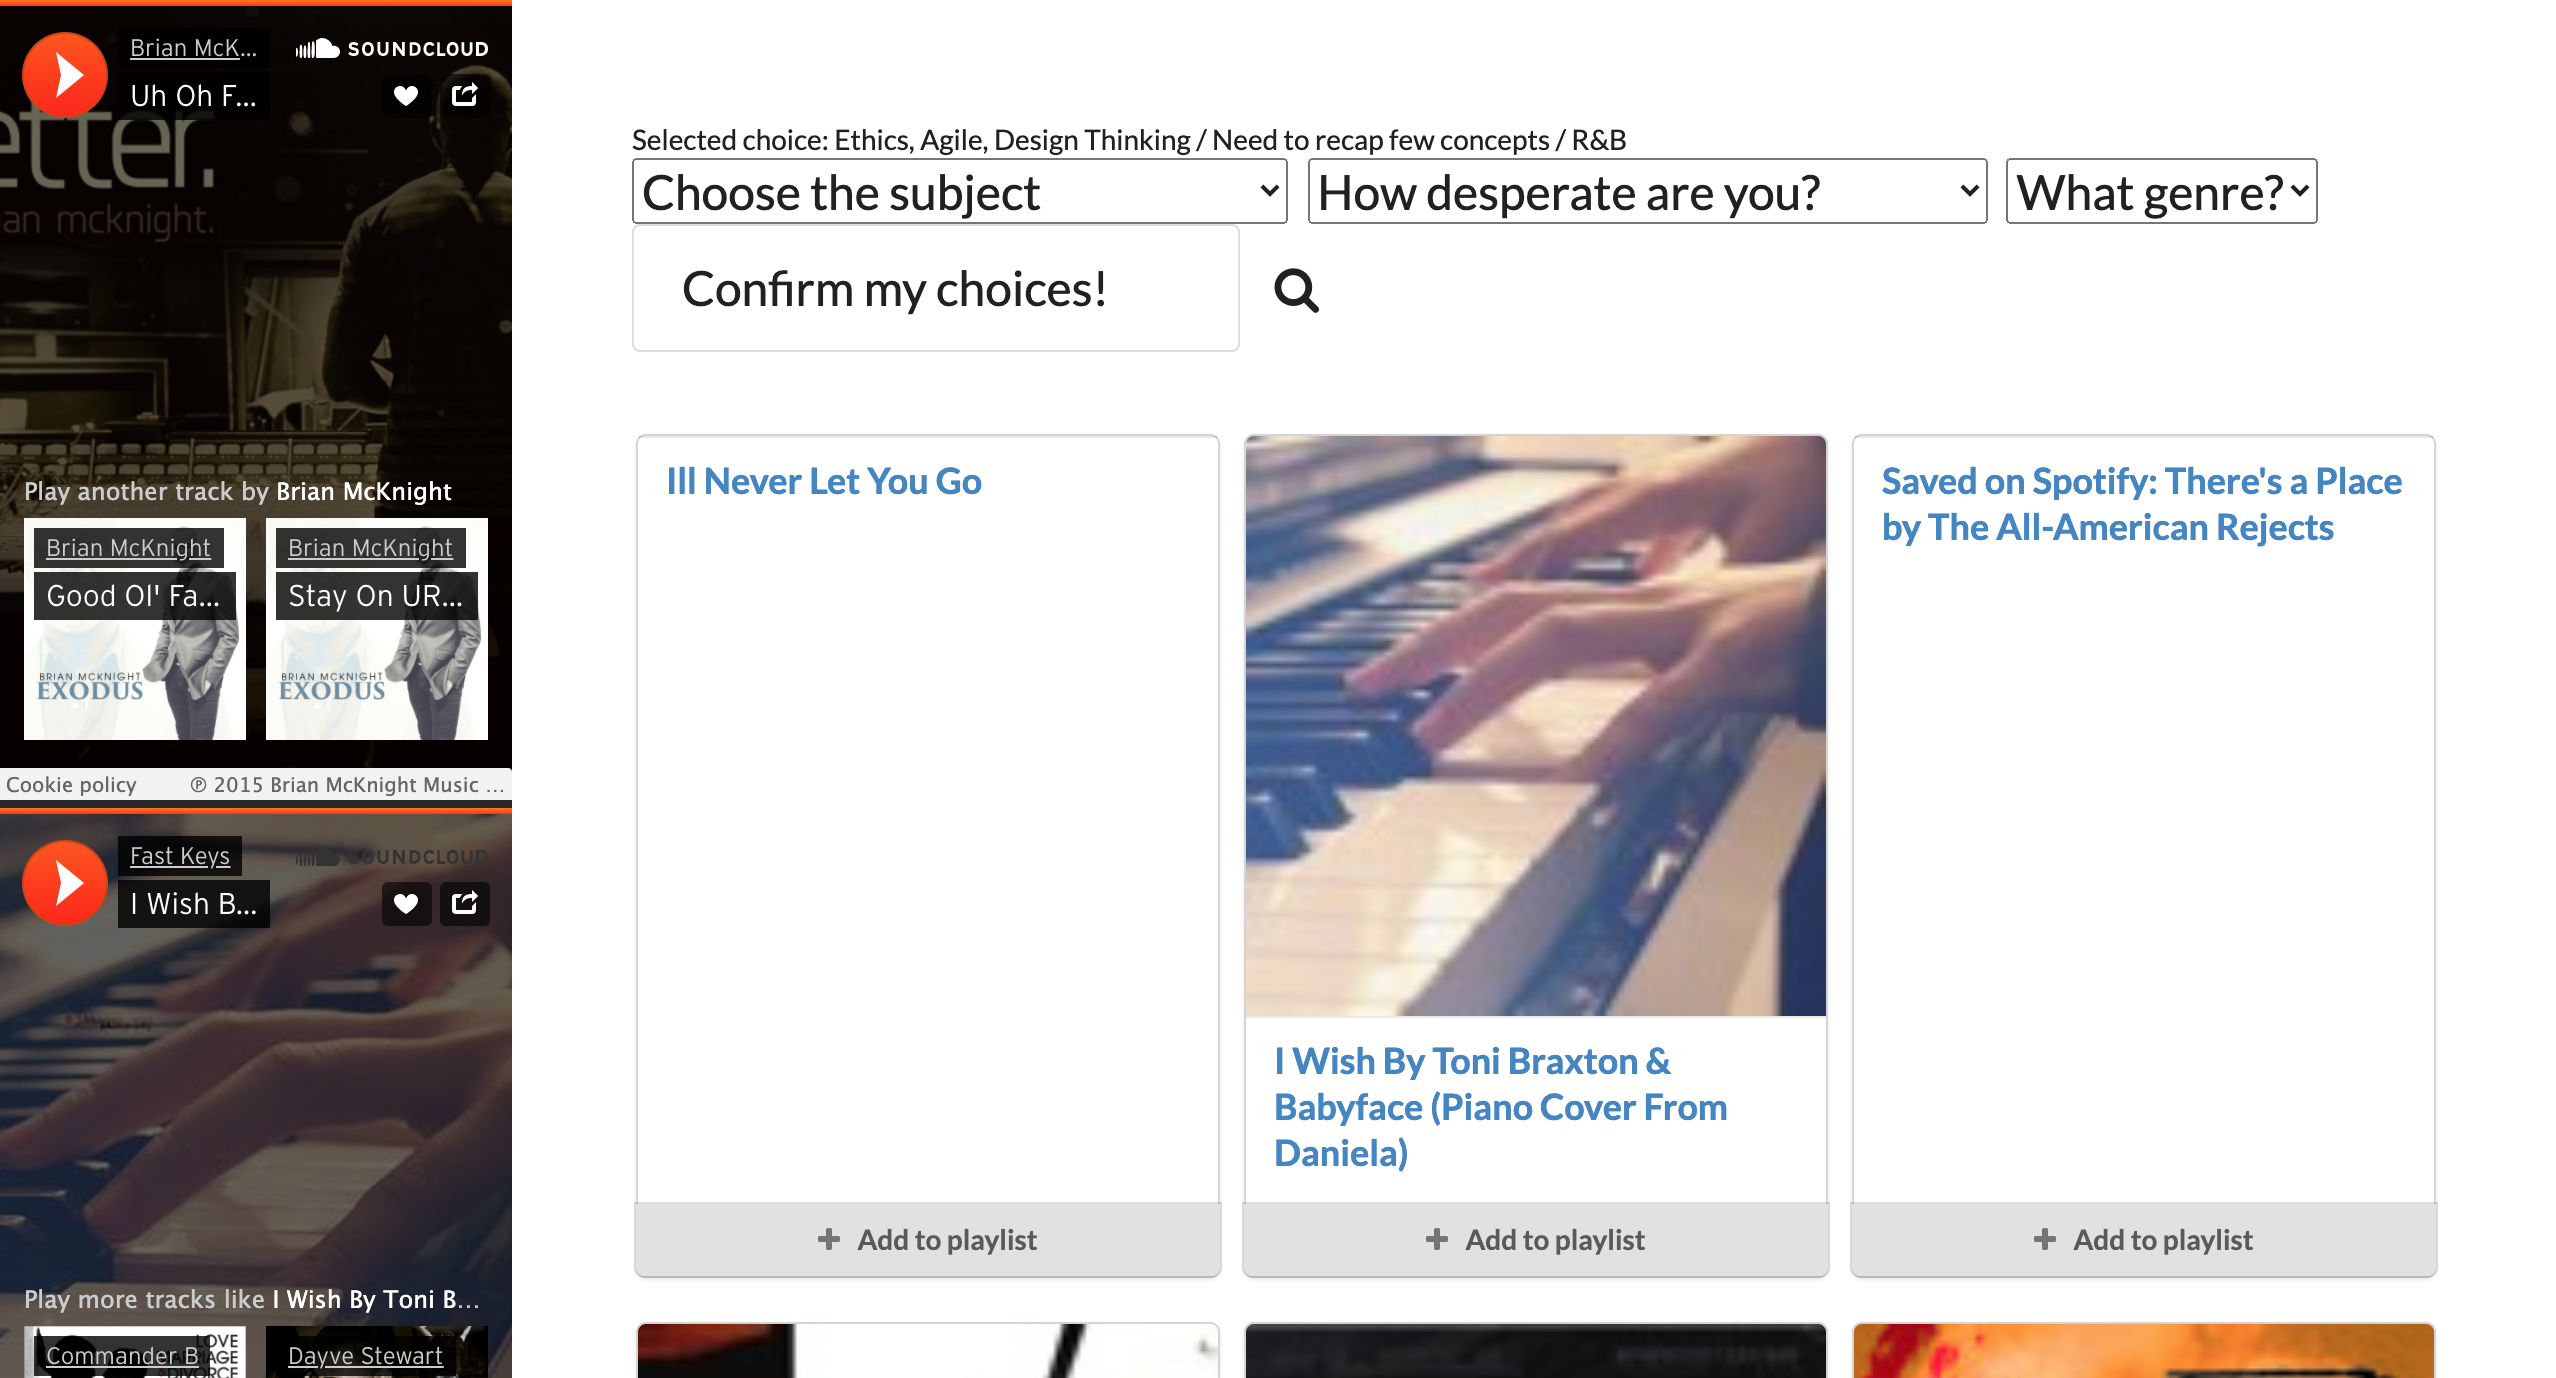 Brian McK...
SOUNDCLOUD
Uh Oh F...
etter.
an mcknight.
Play another track by Brian McKnight
Brian McKnight
Good Ol' Fa...
BRIAN MCKNIGHT
EXODUS
Brian McKnight
Stay On UR...
BRIAN MCKNIGHT
EXODUS
Cookie policy
℗ 2015 Brian McKnight Music ...
Fast Keys
SOUNDCLOUD
I Wish B...
Play more tracks like I Wish By Toni B...
Commander B
LOVE
DIVORCE
Dayve Stewart
Selected choice: Ethics, Agile, Design Thinking / Need to recap few concepts / R&B
Choose the subject
How desperate are you?
What genre?
Confirm my choices!
Ill Never Let You Go
+ Add to playlist
I Wish By Toni Braxton &
Babyface (Piano Cover From
Daniela)
+ Add to playlist
Saved on Spotify: There's a Place
by The All-American Rejects
+ Add to playlist